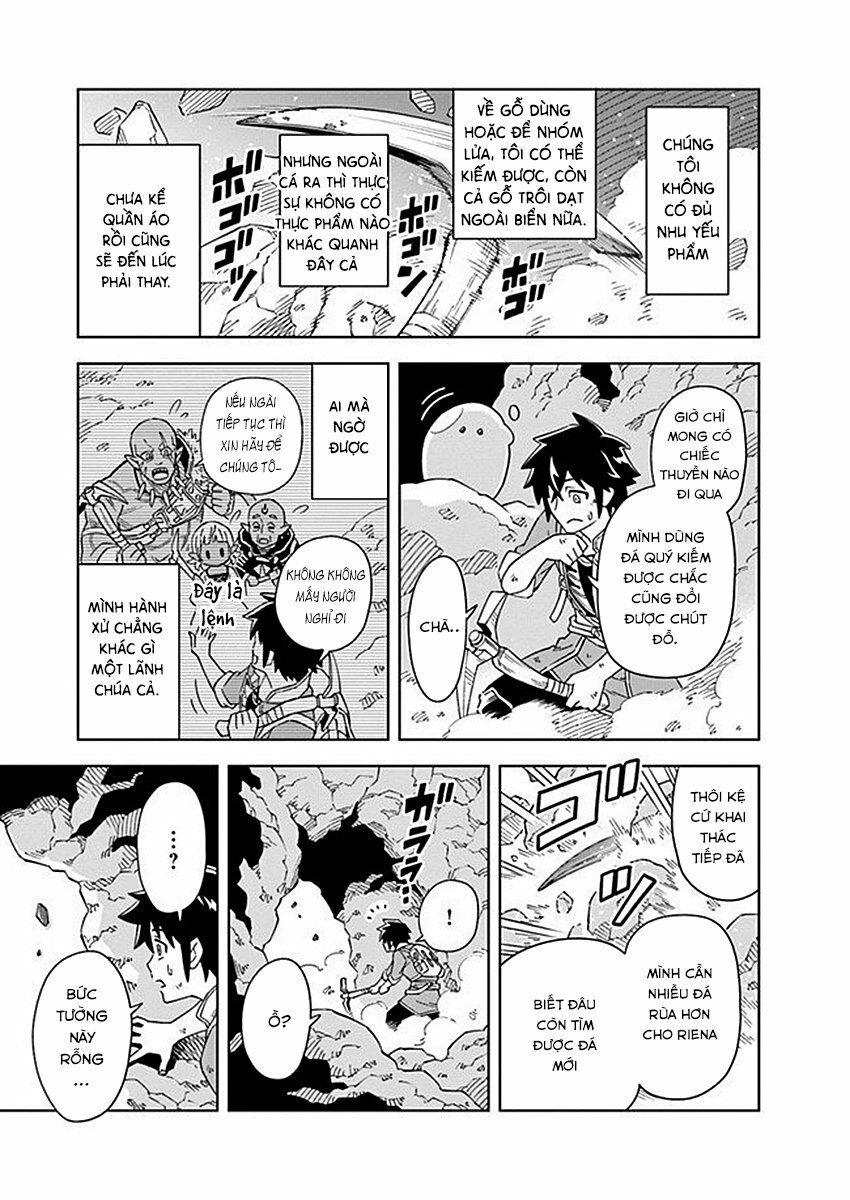 CHÚNG
TÔI
KHÔNG
CÓ ĐỦ
NHU YẾU
PHẨM
VỀ GỖ DÙNG
HOẶC ĐỂ NHÓM
LỬA, TÔI CÓ THỂ
KIẾM ĐƯỢC, CÒN
CẢ GỖ TRÔI DẠT
NGOÀI BIỂN NỮA.
NHƯNG NGOÀI
CÁ RA THÌ THỰC
SỰ KHÔNG CÓ
THỰC PHẨM NÀO
KHÁC QUANH
ĐÂY CẢ
CHƯA KỂ
QUẦN ÁO
RỒI CŨNG
SẼ ĐẾN LÚC
PHẢI THAY.
ボゴンッ
ボゴンッ
GIỜ CHỈ
MONG CÓ
CHIẾC
THUYỀN NÀO
ĐI QUA
MÌNH DÙNG
ĐÁ QUÝ KIẾM
ĐƯỢC CHẮC
CŨNG ĐỔI
ĐƯỢC CHÚT
ĐỒ.
CHÀ..
AI MÀ
NGỜ
ĐƯỢC
NẾU NGÀI
TIẾP TỤC THÌ
XIN HÃY ĐỂ
CHÚNG TÔ-
KHÔNG KHÔNG
MẤY NGƯỜI
NGHỈ ĐI
Đây là
lệnh
MÌNH HÀNH
XỬ CHẲNG
KHÁC GÌ
MỘT LÃNH
CHÚA CẢ.
THÔI KỆ
CỨ KHAI
THÁC
TIẾP ĐÃ
ゴッ
MÌNH CẦN
NHIỀU ĐÁ
RÙA HƠN
CHO RIENA
BIẾT ĐÂU
CÒN TÌM
ĐƯỢC ĐÁ
MỚI
ガラララ
!
Ồ?
...?
BỨC
TƯỜNG
NÀY
RỖNG
...